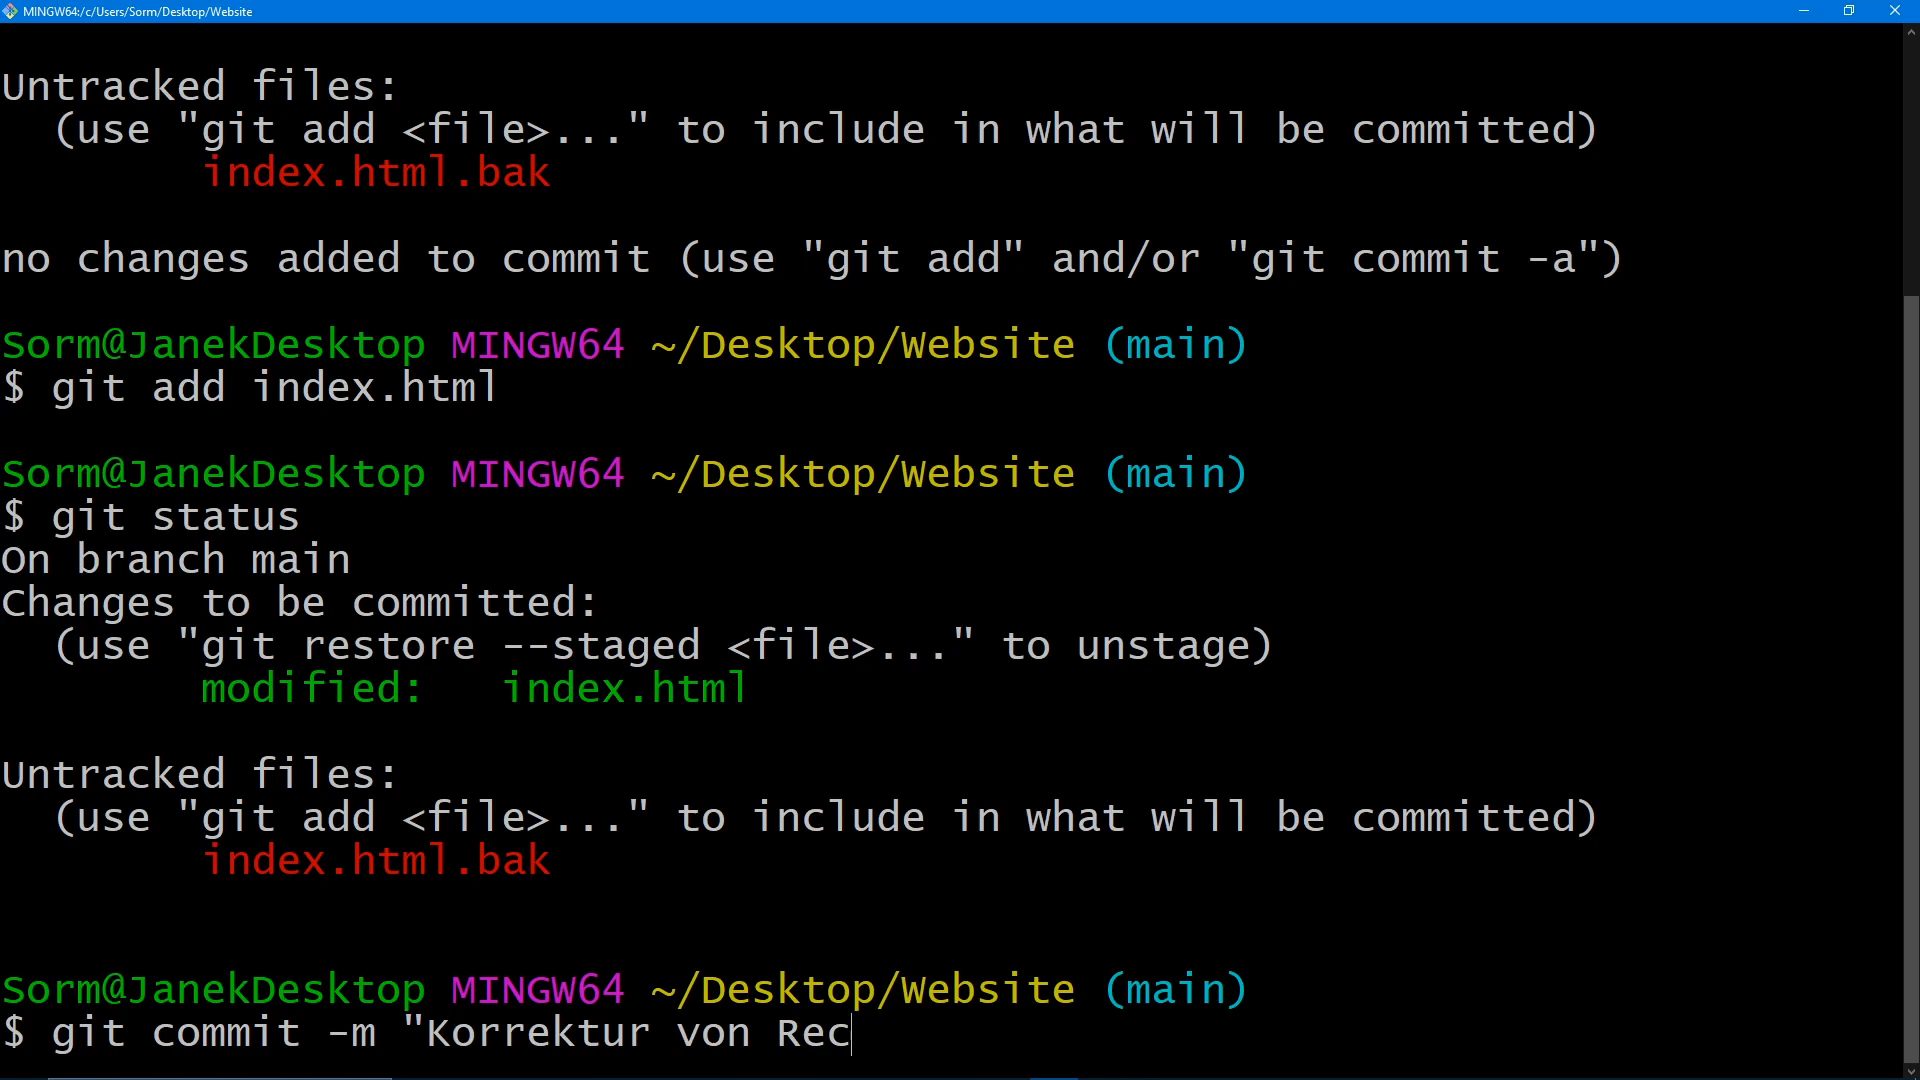 MINGW64:/c/Users/Sorm/Desktop/Website
Untracked files:
  (use "git add <file>..." to include in what will be committed)
        index.html.bak
no changes added to commit (use "git add" and/or "git commit -a")
Sorm@JanekDesktop MINGW64 ~/Desktop/Website (main)
$ git add index.html
Sorm@JanekDesktop MINGW64 ~/Desktop/Website (main)
$ git status
On branch main
Changes to be committed:
  (use "git restore --staged <file>..." to unstage)
        modified:   index.html
Untracked files:
  (use "git add <file>..." to include in what will be committed)
        index.html.bak
Sorm@JanekDesktop MINGW64 ~/Desktop/Website (main)
$ git commit -m "Korrektur von Rec